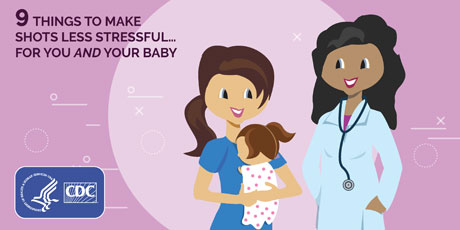 9 THINGS TO MAKE
SHOTS LESS STRESSFUL...
FOR YOU AND YOUR BABY
CDC